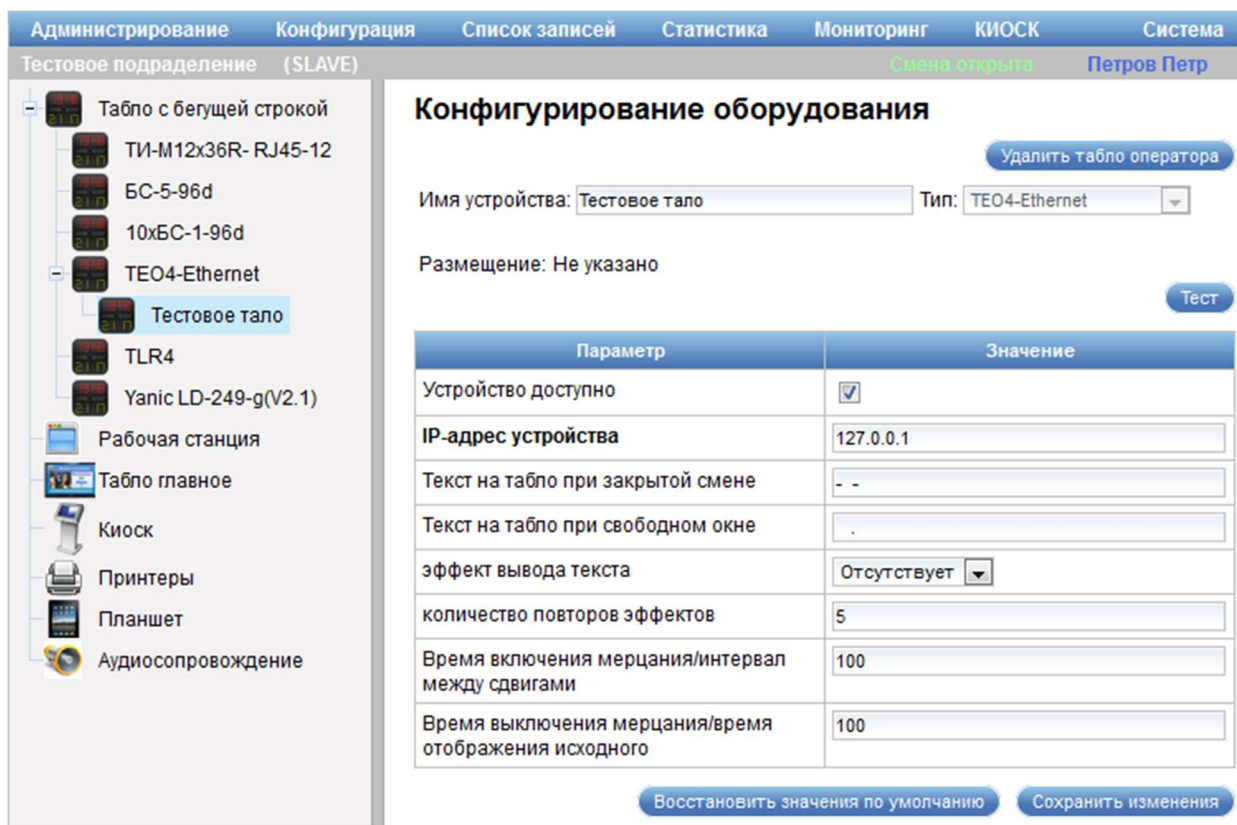 Администрирование Конфигурация Список записей Статистика Мониторинг КИОСК Система
Тестовое подраделение (SLAVE) Смена открыта Петров Петр
Табло с бегущей строкой
ТИ-М12х36R- RJ45-12
БС-5-96d
10хБС-1-96d
ТЕО4-Ethernet
Тестовое тало
TLR4
Yanic LD-249-g(V2.1)
Рабочая станция
Табло главное
Киоск
Принтеры
Планшет
Аудиосопровождение
Конфигурирование оборудования
Удалить табло оператора
Имя устройства: Тестовое тало Тип: ТЕО4-Ethernet
Размещение: Не указано
Тест
Параметр Значение
Устройство доступно
IP-адрес устройства 127.0.0.1
Текст на табло при закрытой смене - -
Текст на табло при свободном окне .
эффект вывода текста Отсутствует
количество повторов эффектов 5
Время включения мерцания/интервал 100
между сдвигами
Время выключения мерцания/время 100
отображения исходного
Восстановить значения по умолчанию Сохранить изменения